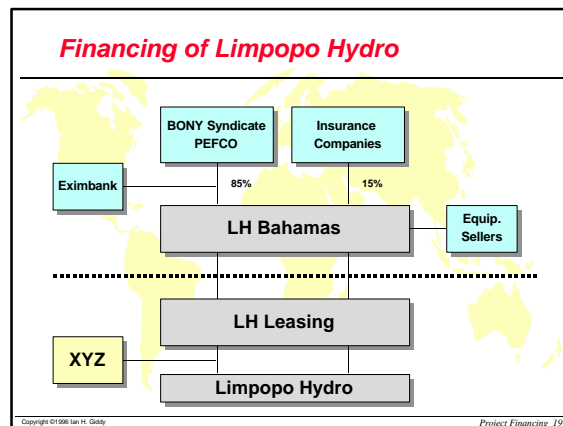 Financing of Limpopo Hydro
BONY Syndicate
PEFCO
Insurance
Companies
Eximbank
85%
15%
LH Bahamas
Equip.
Sellers
LH Leasing
XYZ
Limpopo Hydro
Copyright ©1996 Ian H. Giddy
Project Financing 19